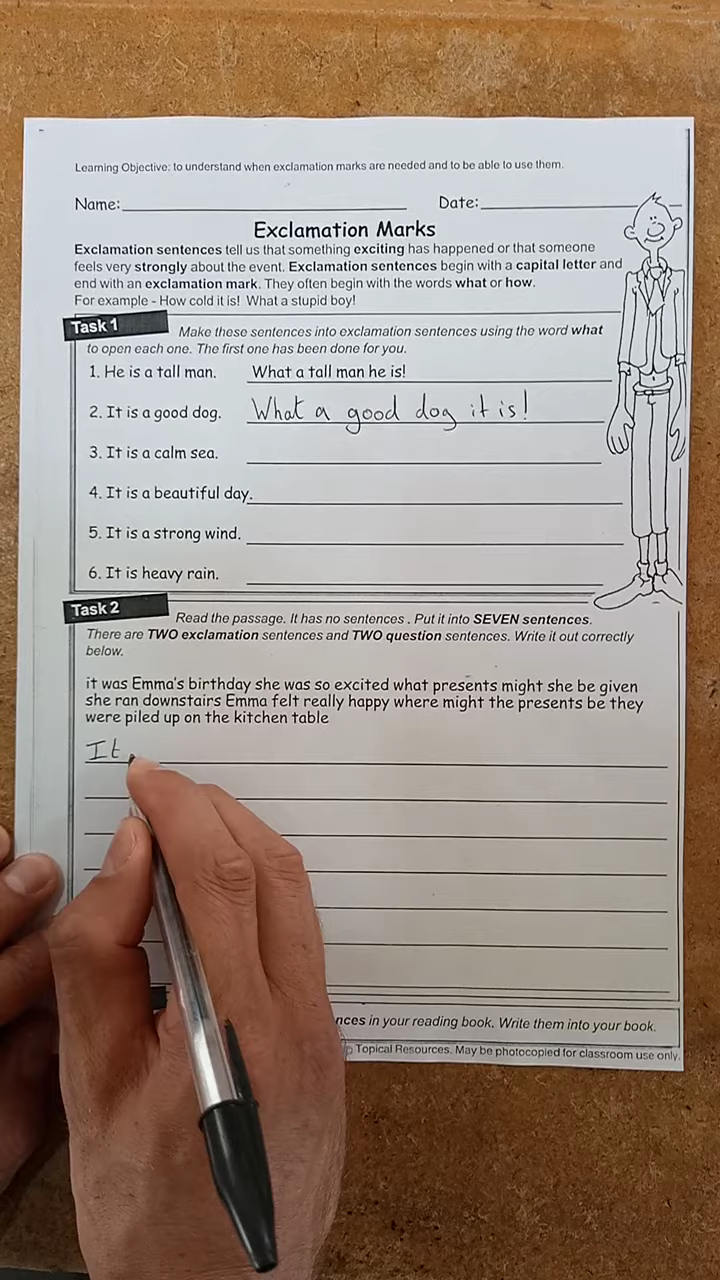 Learning Objective: to understand when exclamation marks are needed and to be able to use them.
Name: Date:
Exclamation Marks
Exclamation sentences tell us that something exciting has happened or that someone
feels very strongly about the event. Exclamation sentences begin with a capital letter and
end with an exclamation mark. They often begin with the words what or how.
For example - How cold it is! What a stupid boy!
Task 1 Make these sentences into exclamation sentences using the word what
to open each one. The first one has been done for you.
1. He is a tall man. What a tall man he is!
2. It is a good dog. What a good dog it is!
3. It is a calm sea.
4. It is a beautiful day.
5. It is a strong wind.
6. It is heavy rain.
Task 2 Read the passage. It has no sentences . Put it into SEVEN sentences.
There are TWO exclamation sentences and TWO question sentences. Write it out correctly
below.
it was Emma's birthday she was so excited what presents might she be given
she ran downstairs Emma felt really happy where might the presents be they
were piled up on the kitchen table
It
in your reading book. Write them into your book.
Topical Resources. May be photocopied for classroom use only.